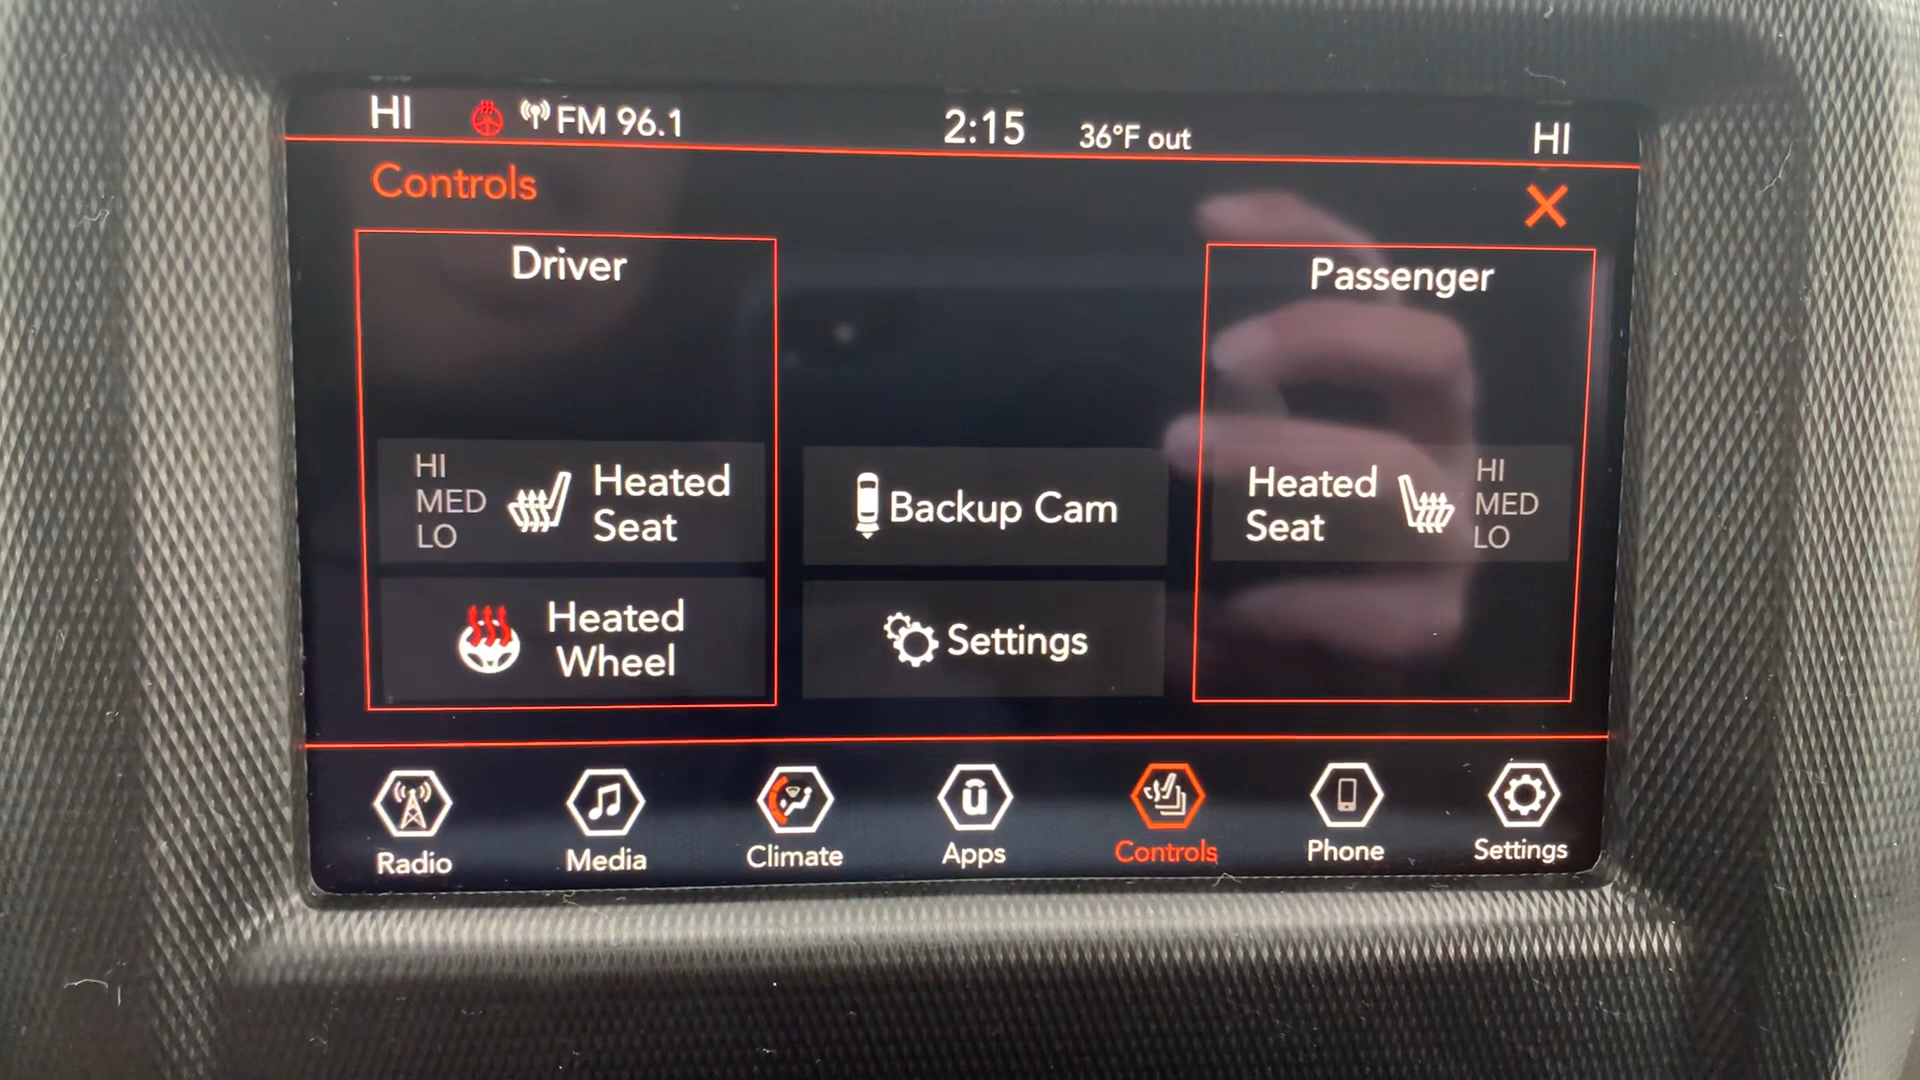 HI FM 96.1 2:15 36°F out HI
Controls
Driver
Passenger
HI
MED
LO
Heated
Seat
Backup Cam
Heated
Seat
HI
MED
LO
Heated
Wheel
Settings
Radio
Media
Climate
Apps
Controls
Phone
Settings